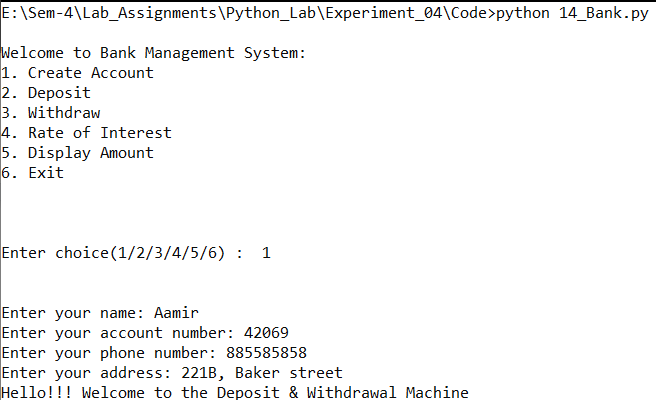 E:\Sem-4\Lab_Assignments\Python_Lab\Experiment_04\Code>python 14_Bank.py
Welcome to Bank Management System:
1. Create Account
2. Deposit
3. Withdraw
4. Rate of Interest
5. Display Amount
6. Exit
Enter choice(1/2/3/4/5/6) :  1
Enter your name: Aamir
Enter your account number: 42069
Enter your phone number: 885585858
Enter your address: 221B, Baker street
Hello!!! Welcome to the Deposit & Withdrawal Machine